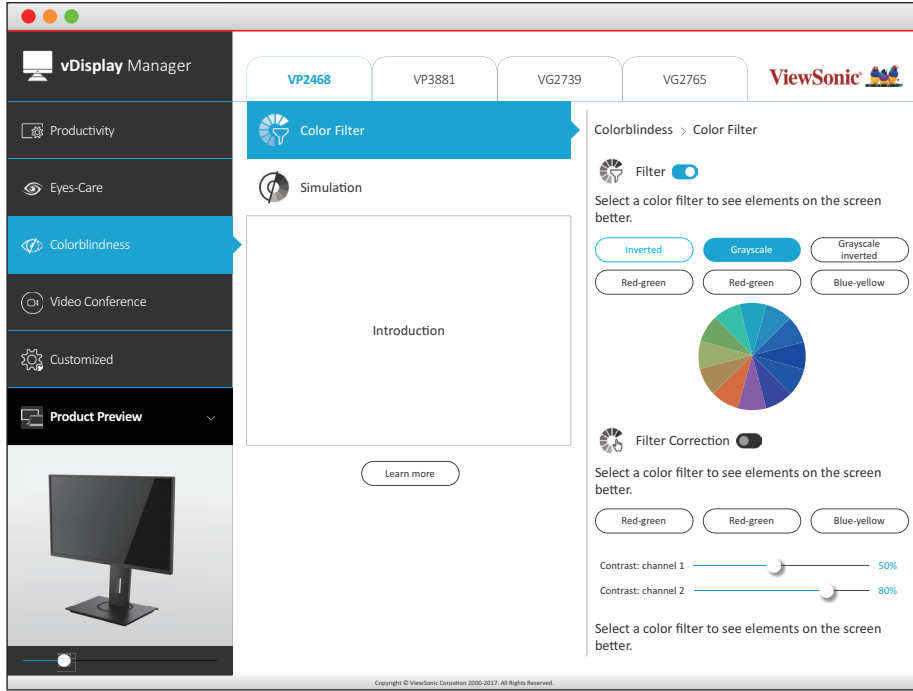 vDisplay Manager
Productivity
Eyes-Care
Colorblindness
Video Conference
Customized
Product Preview
VP2468
VP3881
VG2739
VG2765
ViewSonic
Color Filter
Simulation
Introduction
Learn more
Colorblindess > Color Filter
Filter
Select a color filter to see elements on the screen
better.
Inverted
Grayscale
Grayscale
inverted
Red-green
Red-green
Blue-yellow
Filter Correction
Select a color filter to see elements on the screen
better.
Red-green
Red-green
Blue-yellow
Contrast: channel 1
50%
Contrast: channel 2
80%
Select a color filter to see elements on the screen
better.
Copyright © ViewSonic Corpation 2000-2017. All Rights Reserved.